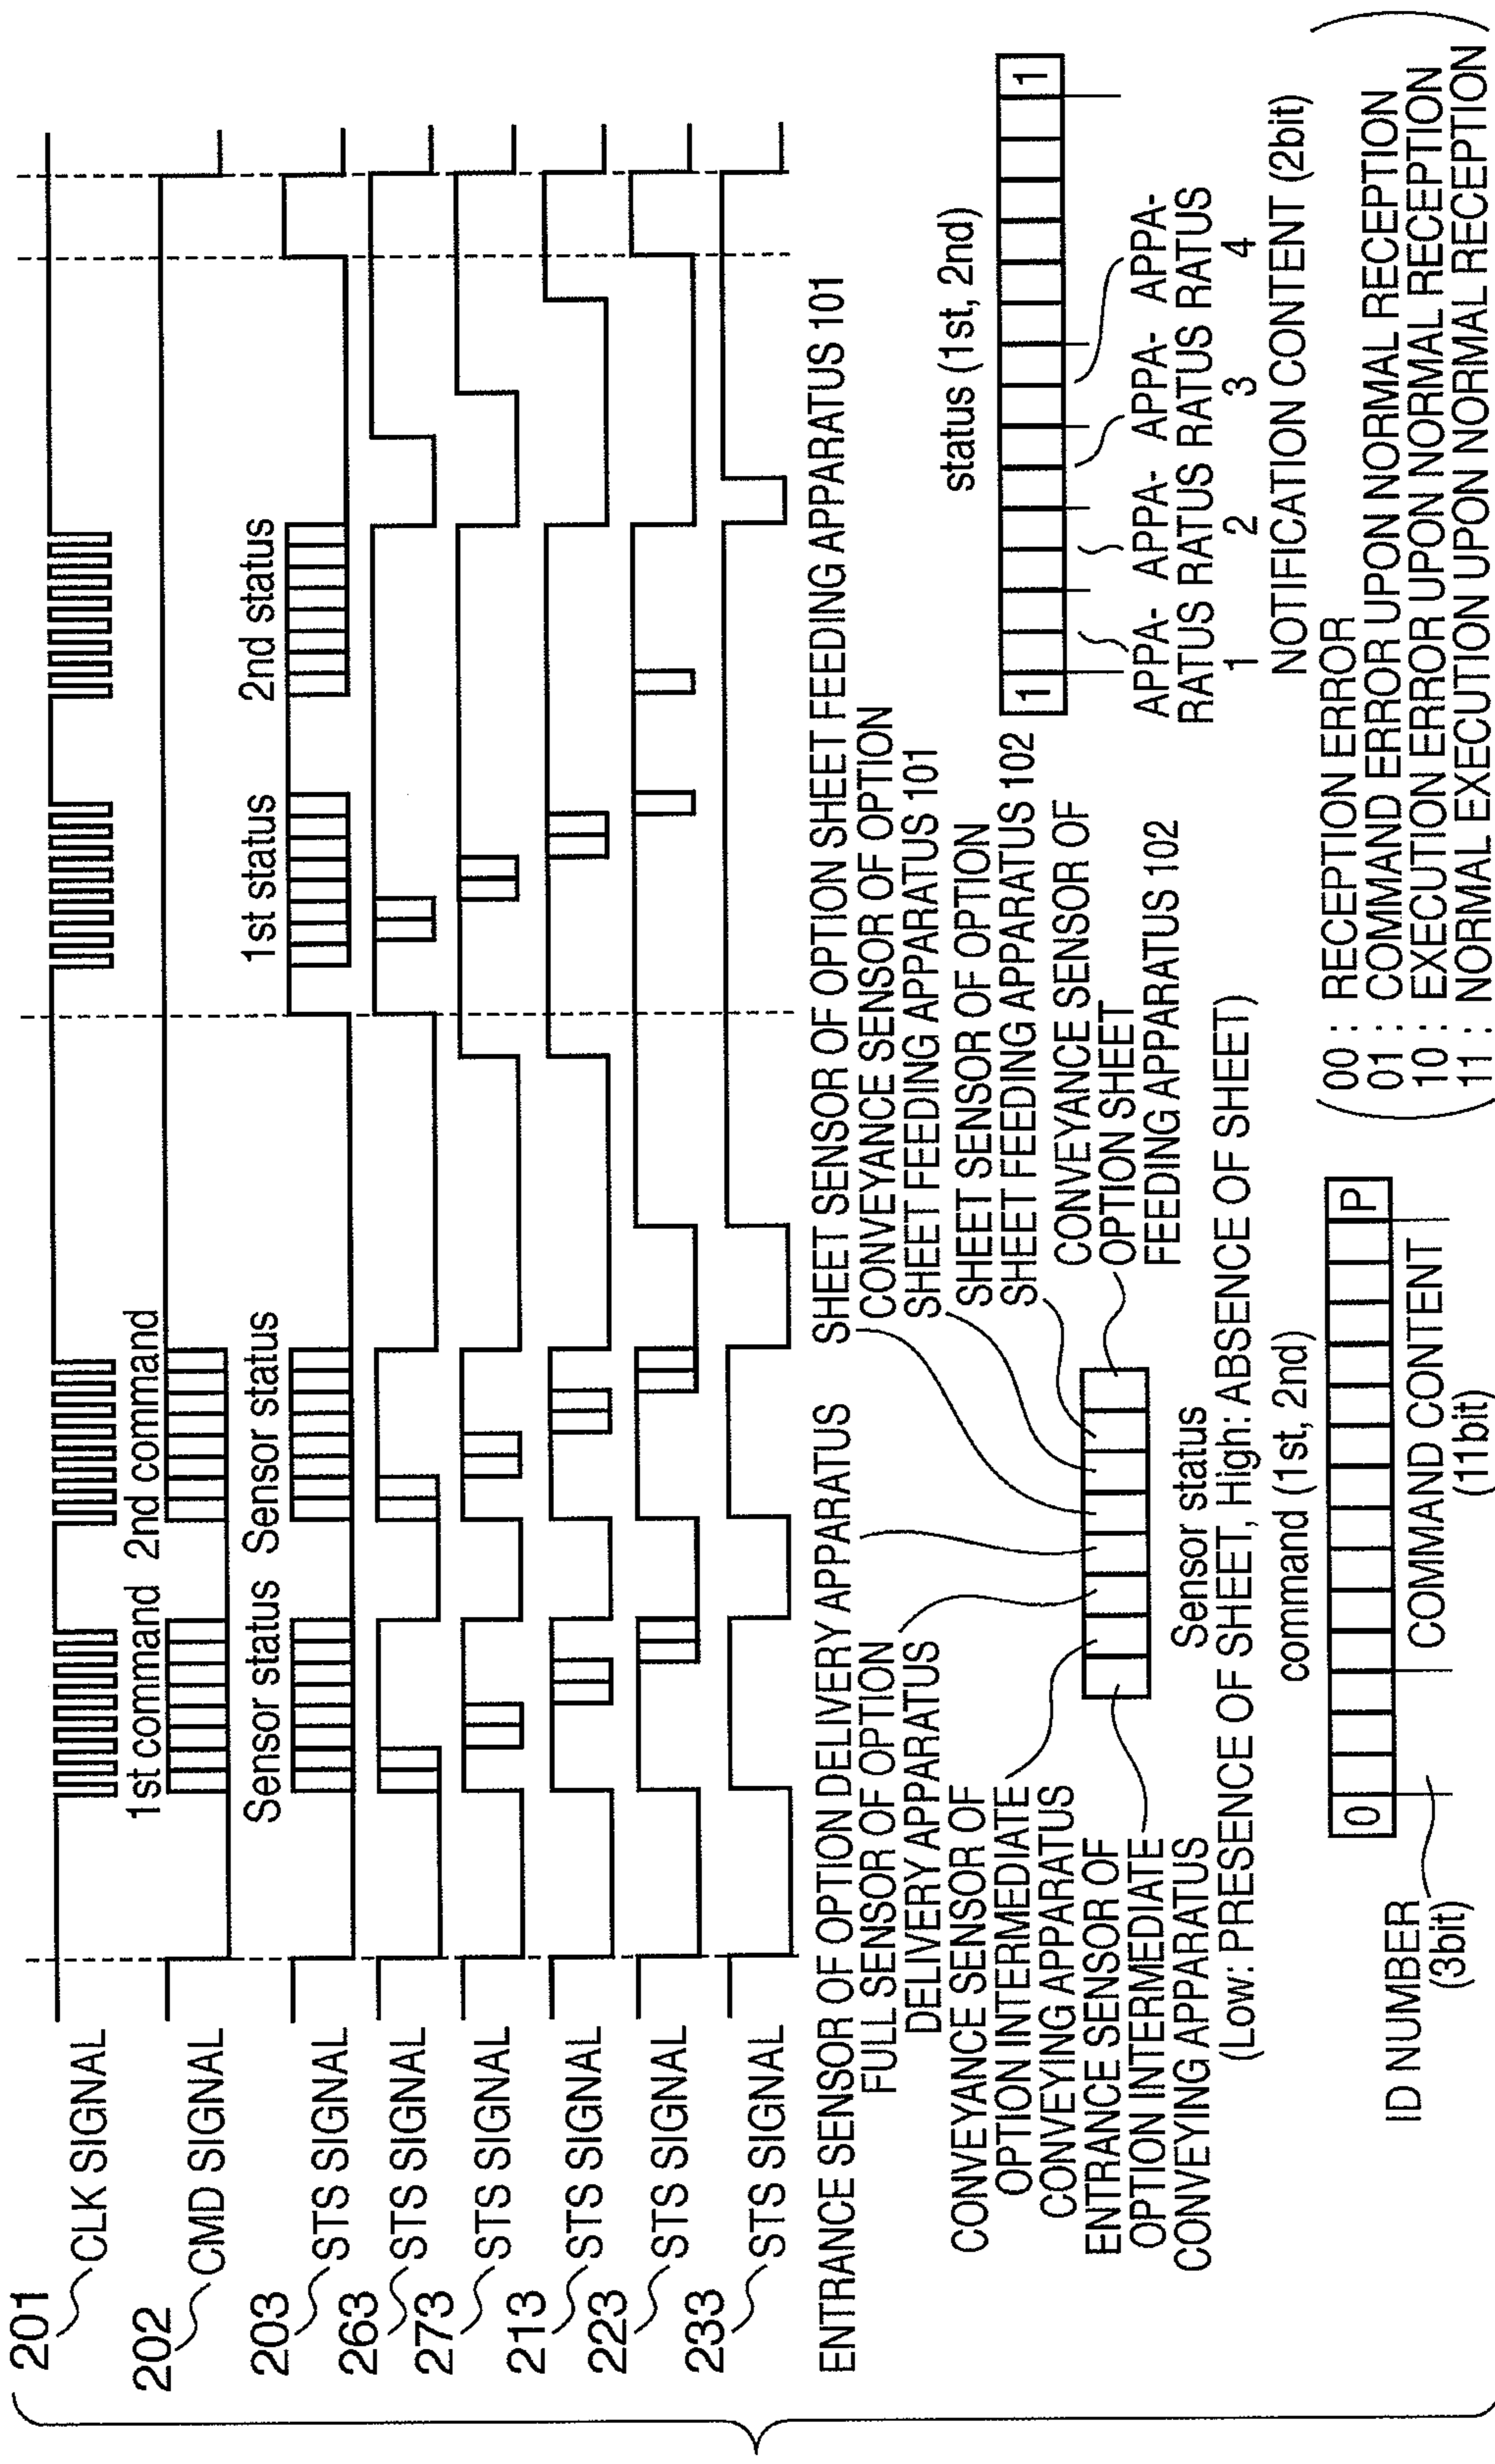 201
CLK SIGNAL
202
CMD SIGNAL
1st command
2nd command
203
STS SIGNAL
Sensor status
Sensor status
1st status
2nd status
263
STS SIGNAL
273
STS SIGNAL
213
STS SIGNAL
223
STS SIGNAL
233
STS SIGNAL
ENTRANCE SENSOR OF OPTION DELIVERY APPARATUS
FULL SENSOR OF OPTION
DELIVERY APPARATUS
CONVEYANCE SENSOR OF
OPTION INTERMEDIATE
CONVEYING APPARATUS
ENTRANCE SENSOR OF
OPTION INTERMEDIATE
CONVEYING APPARATUS
SHEET SENSOR OF OPTION SHEET FEEDING APPARATUS 101
CONVEYANCE SENSOR OF OPTION
SHEET FEEDING APPARATUS 101
SHEET SENSOR OF OPTION
SHEET FEEDING APPARATUS 102
CONVEYANCE SENSOR OF
OPTION SHEET
FEEDING APPARATUS 102
Sensor status
(Low: PRESENCE OF SHEET, High: ABSENCE OF SHEET)
command (1st, 2nd)
0
P
ID NUMBER
(3bit)
COMMAND CONTENT
(11bit)
status (1st, 2nd)
1
1
APPA- APPA- APPA- APPA-
RATUS RATUS RATUS RATUS
1 2 3 4
NOTIFICATION CONTENT (2bit)
00 : RECEPTION ERROR
01 : COMMAND ERROR UPON NORMAL RECEPTION
10 : EXECUTION ERROR UPON NORMAL RECEPTION
11 : NORMAL EXECUTION UPON NORMAL RECEPTION